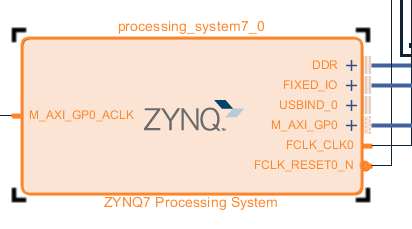 processing_system7_0
DDR
FIXED_IO
USBIND_0
M_AXI_GP0_ACLK
ZYNQ
M_AXI_GP0
FCLK_CLK0
FCLK_RESET0_N
ZYNQ7 Processing System